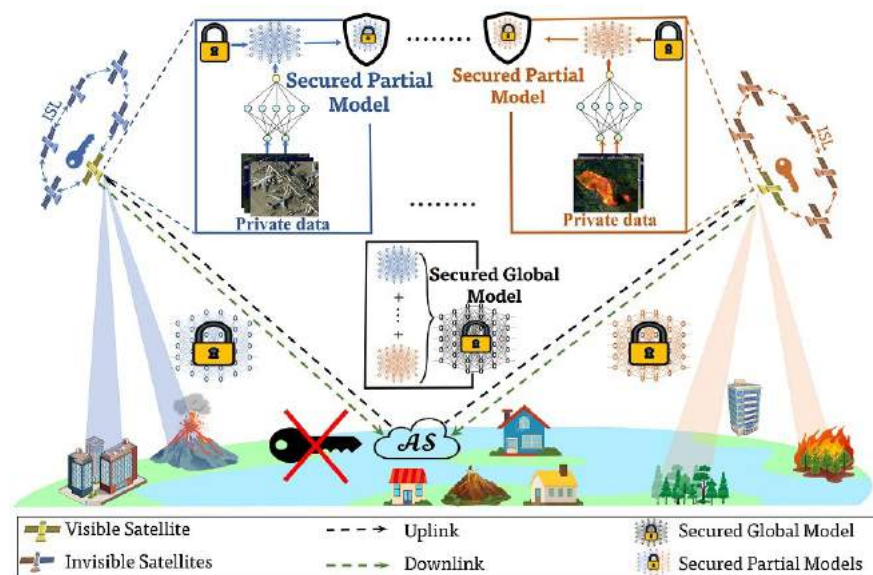 Secured Partial
Model
Secured Partial
Model
ISL
ISL
Private data
Private data
Secured Global
Model
AS
Visible Satellite
Uplink
Secured Global Model
Invisible Satellites
Downlink
Secured Partial Models